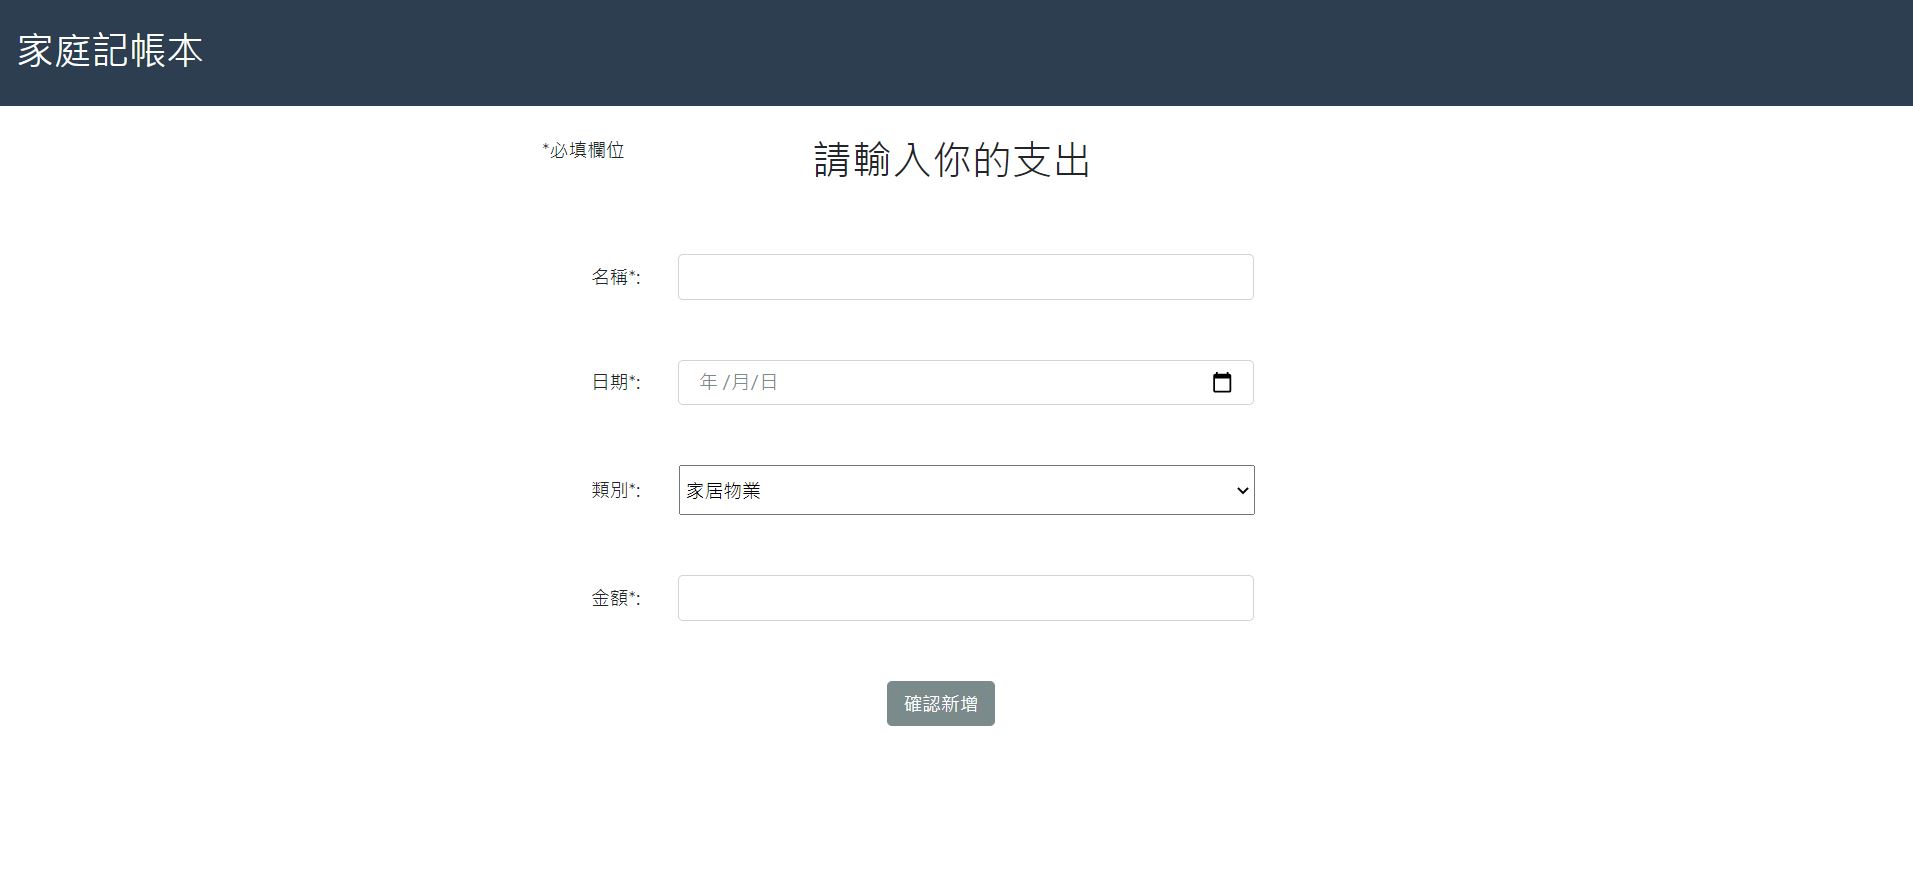 家庭記帳本
*必填欄位
請輸入你的支出
名稱*:
日期*: 年 /月/日
類別*: 家居物業
金額*:
確認新增